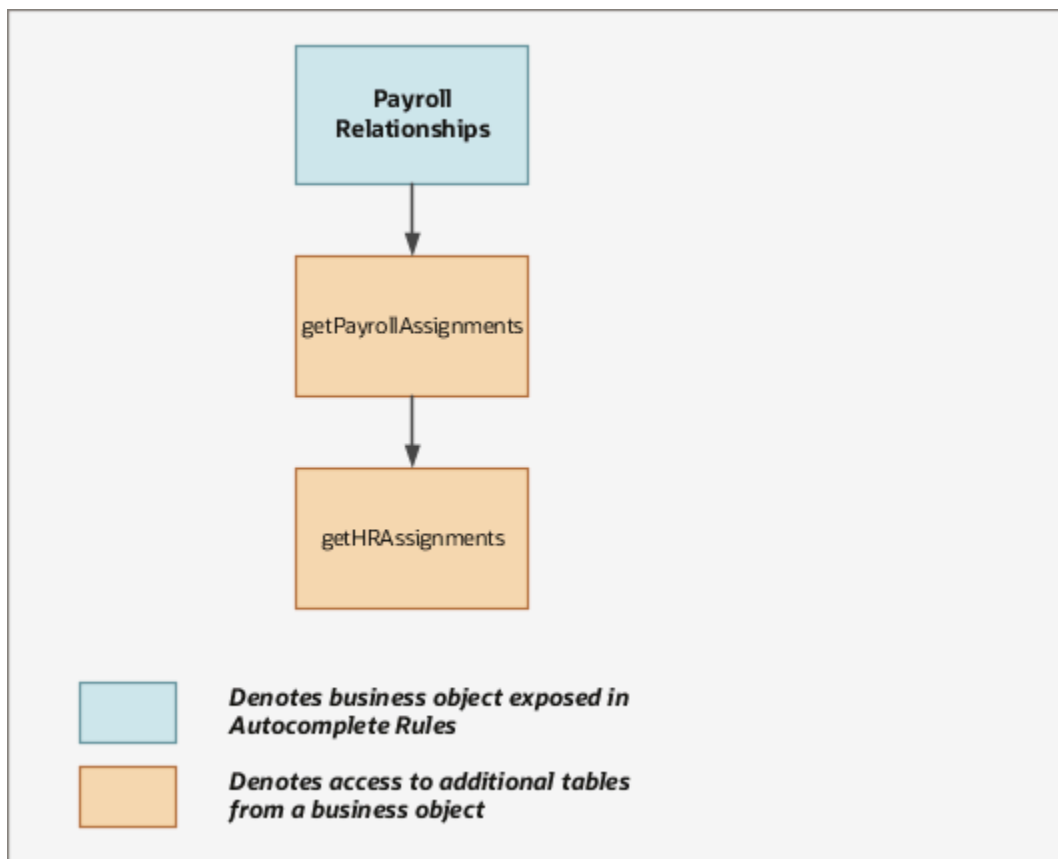 Payroll
Relationships
getPayrollAssignments
getHRAssignments
Denotes business object exposed in
Autocomplete Rules
Denotes access to additional tables
from a business object